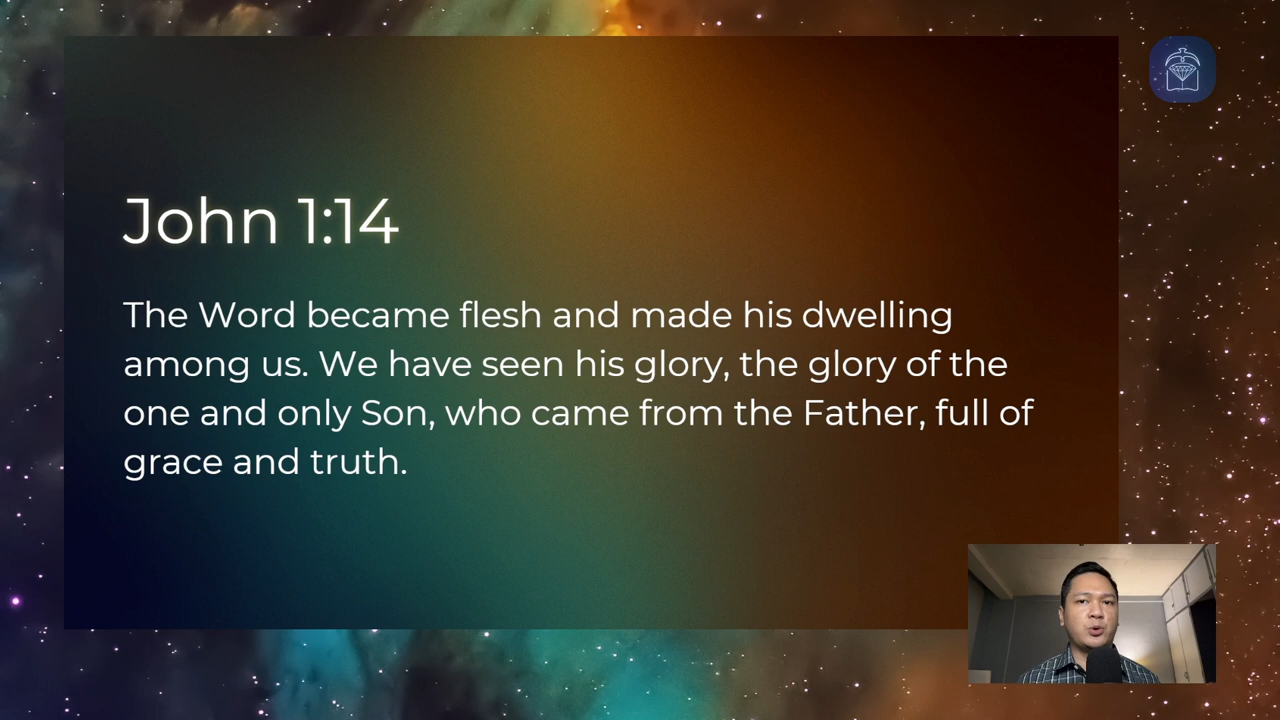 John 1:14
The Word became flesh and made his dwelling
among us. We have seen his glory, the glory of the
one and only Son, who came from the Father, full of
grace and truth.